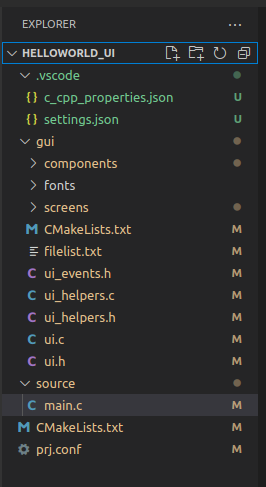 EXPLORER ...
HELLOWORLD_UI
.vscode
{} c_cpp_properties.json U
{} settings.json U
gui
components
fonts
screens
CMakeLists.txt M
filelist.txt M
C ui_events.h M
C ui_helpers.c M
C ui_helpers.h M
C ui.c M
C ui.h M
source
C main.c M
CMakeLists.txt M
prj.conf M